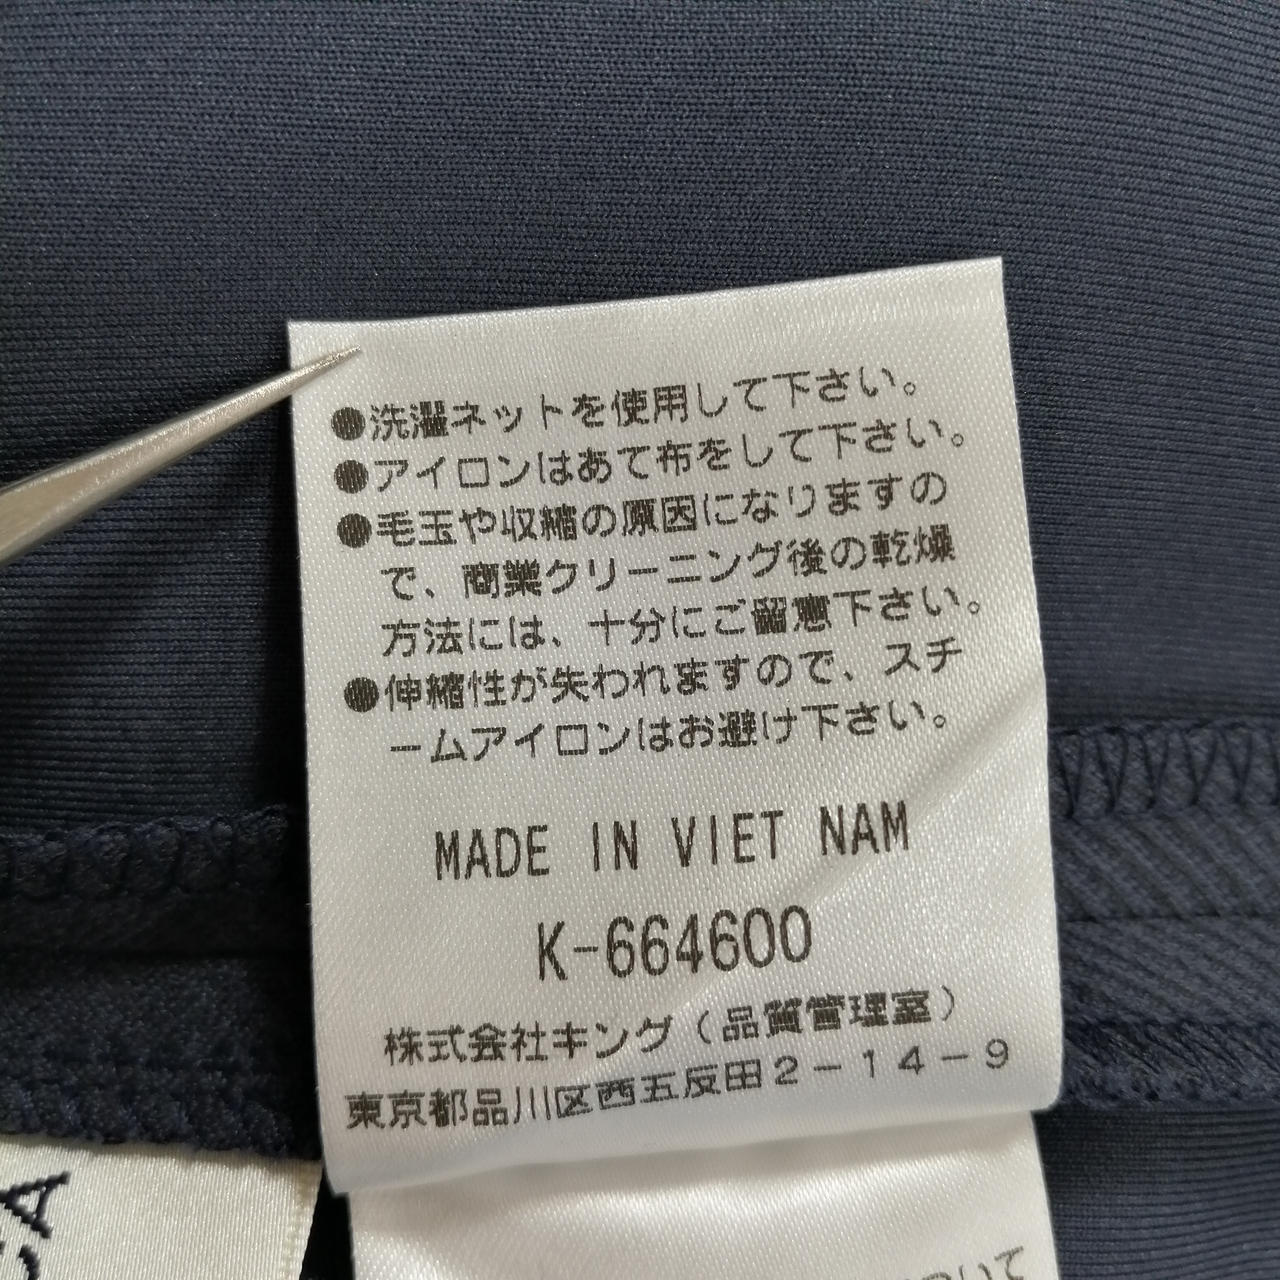 ●洗濯ネットを使用して下さい。
●アイロンはあて布をして下さい。
●毛玉や収縮の原因になりますの
で、商業クリーニング後の乾燥
方法には、十分にご留意下さい。
●伸縮性が失われますので、スチ
ームアイロンはお避け下さい。
MADE IN VIET NAM
K-664600
株式会社キング(品質管理室)
東京都品川区西五反田2-14-9
CA
ついて